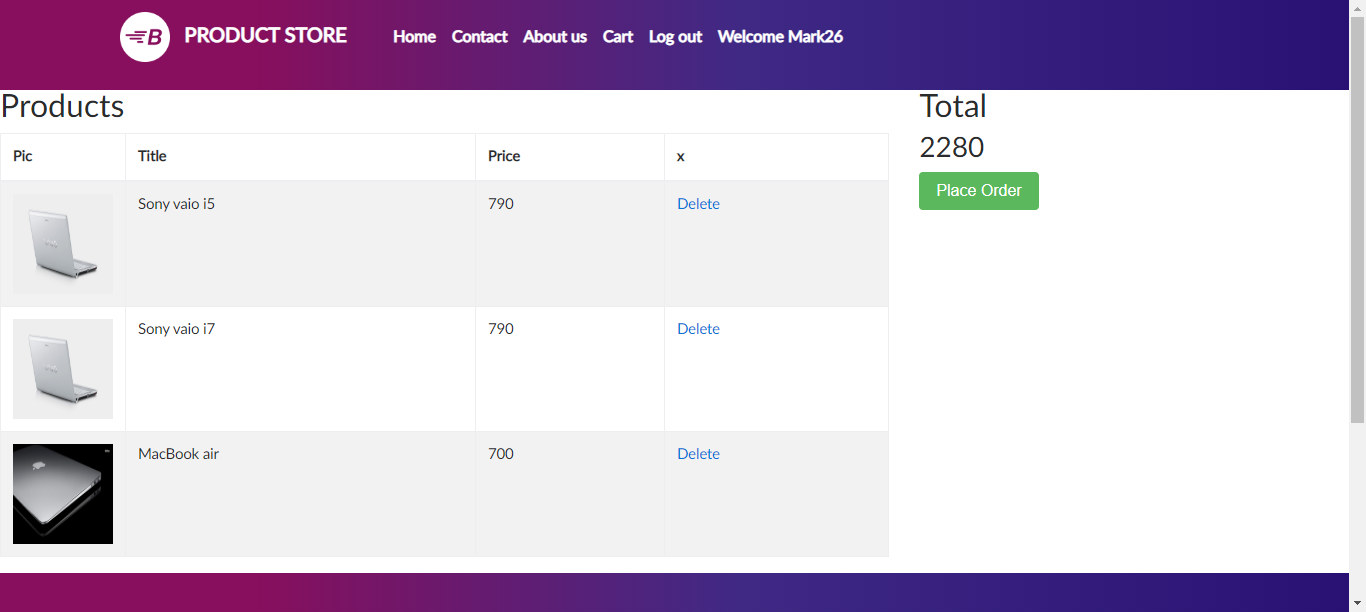 B PRODUCT STORE Home Contact About us Cart Log out Welcome Mark26
Products
Pic Title Price x
Sony vaio i5 790 Delete
Sony vaio i7 790 Delete
MacBook air 700 Delete
Total
2280
Place Order